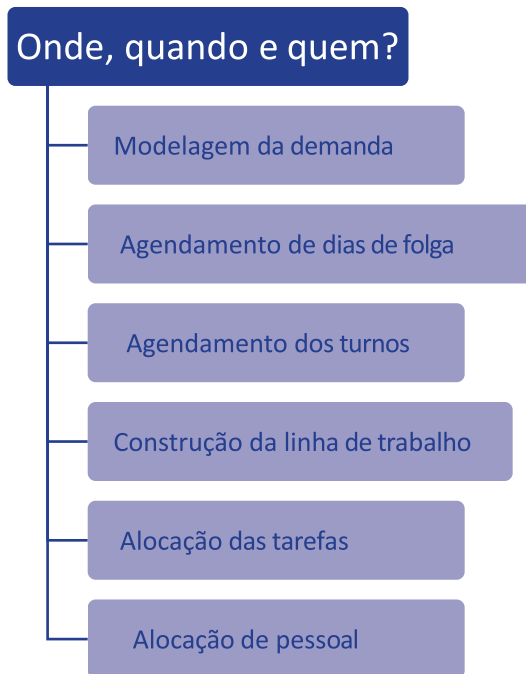 Onde, quando e quem?
Modelagem da demanda
Agendamento de dias de folga
Agendamento dos turnos
Construção da linha de trabalho
Alocação das tarefas
Alocação de pessoal